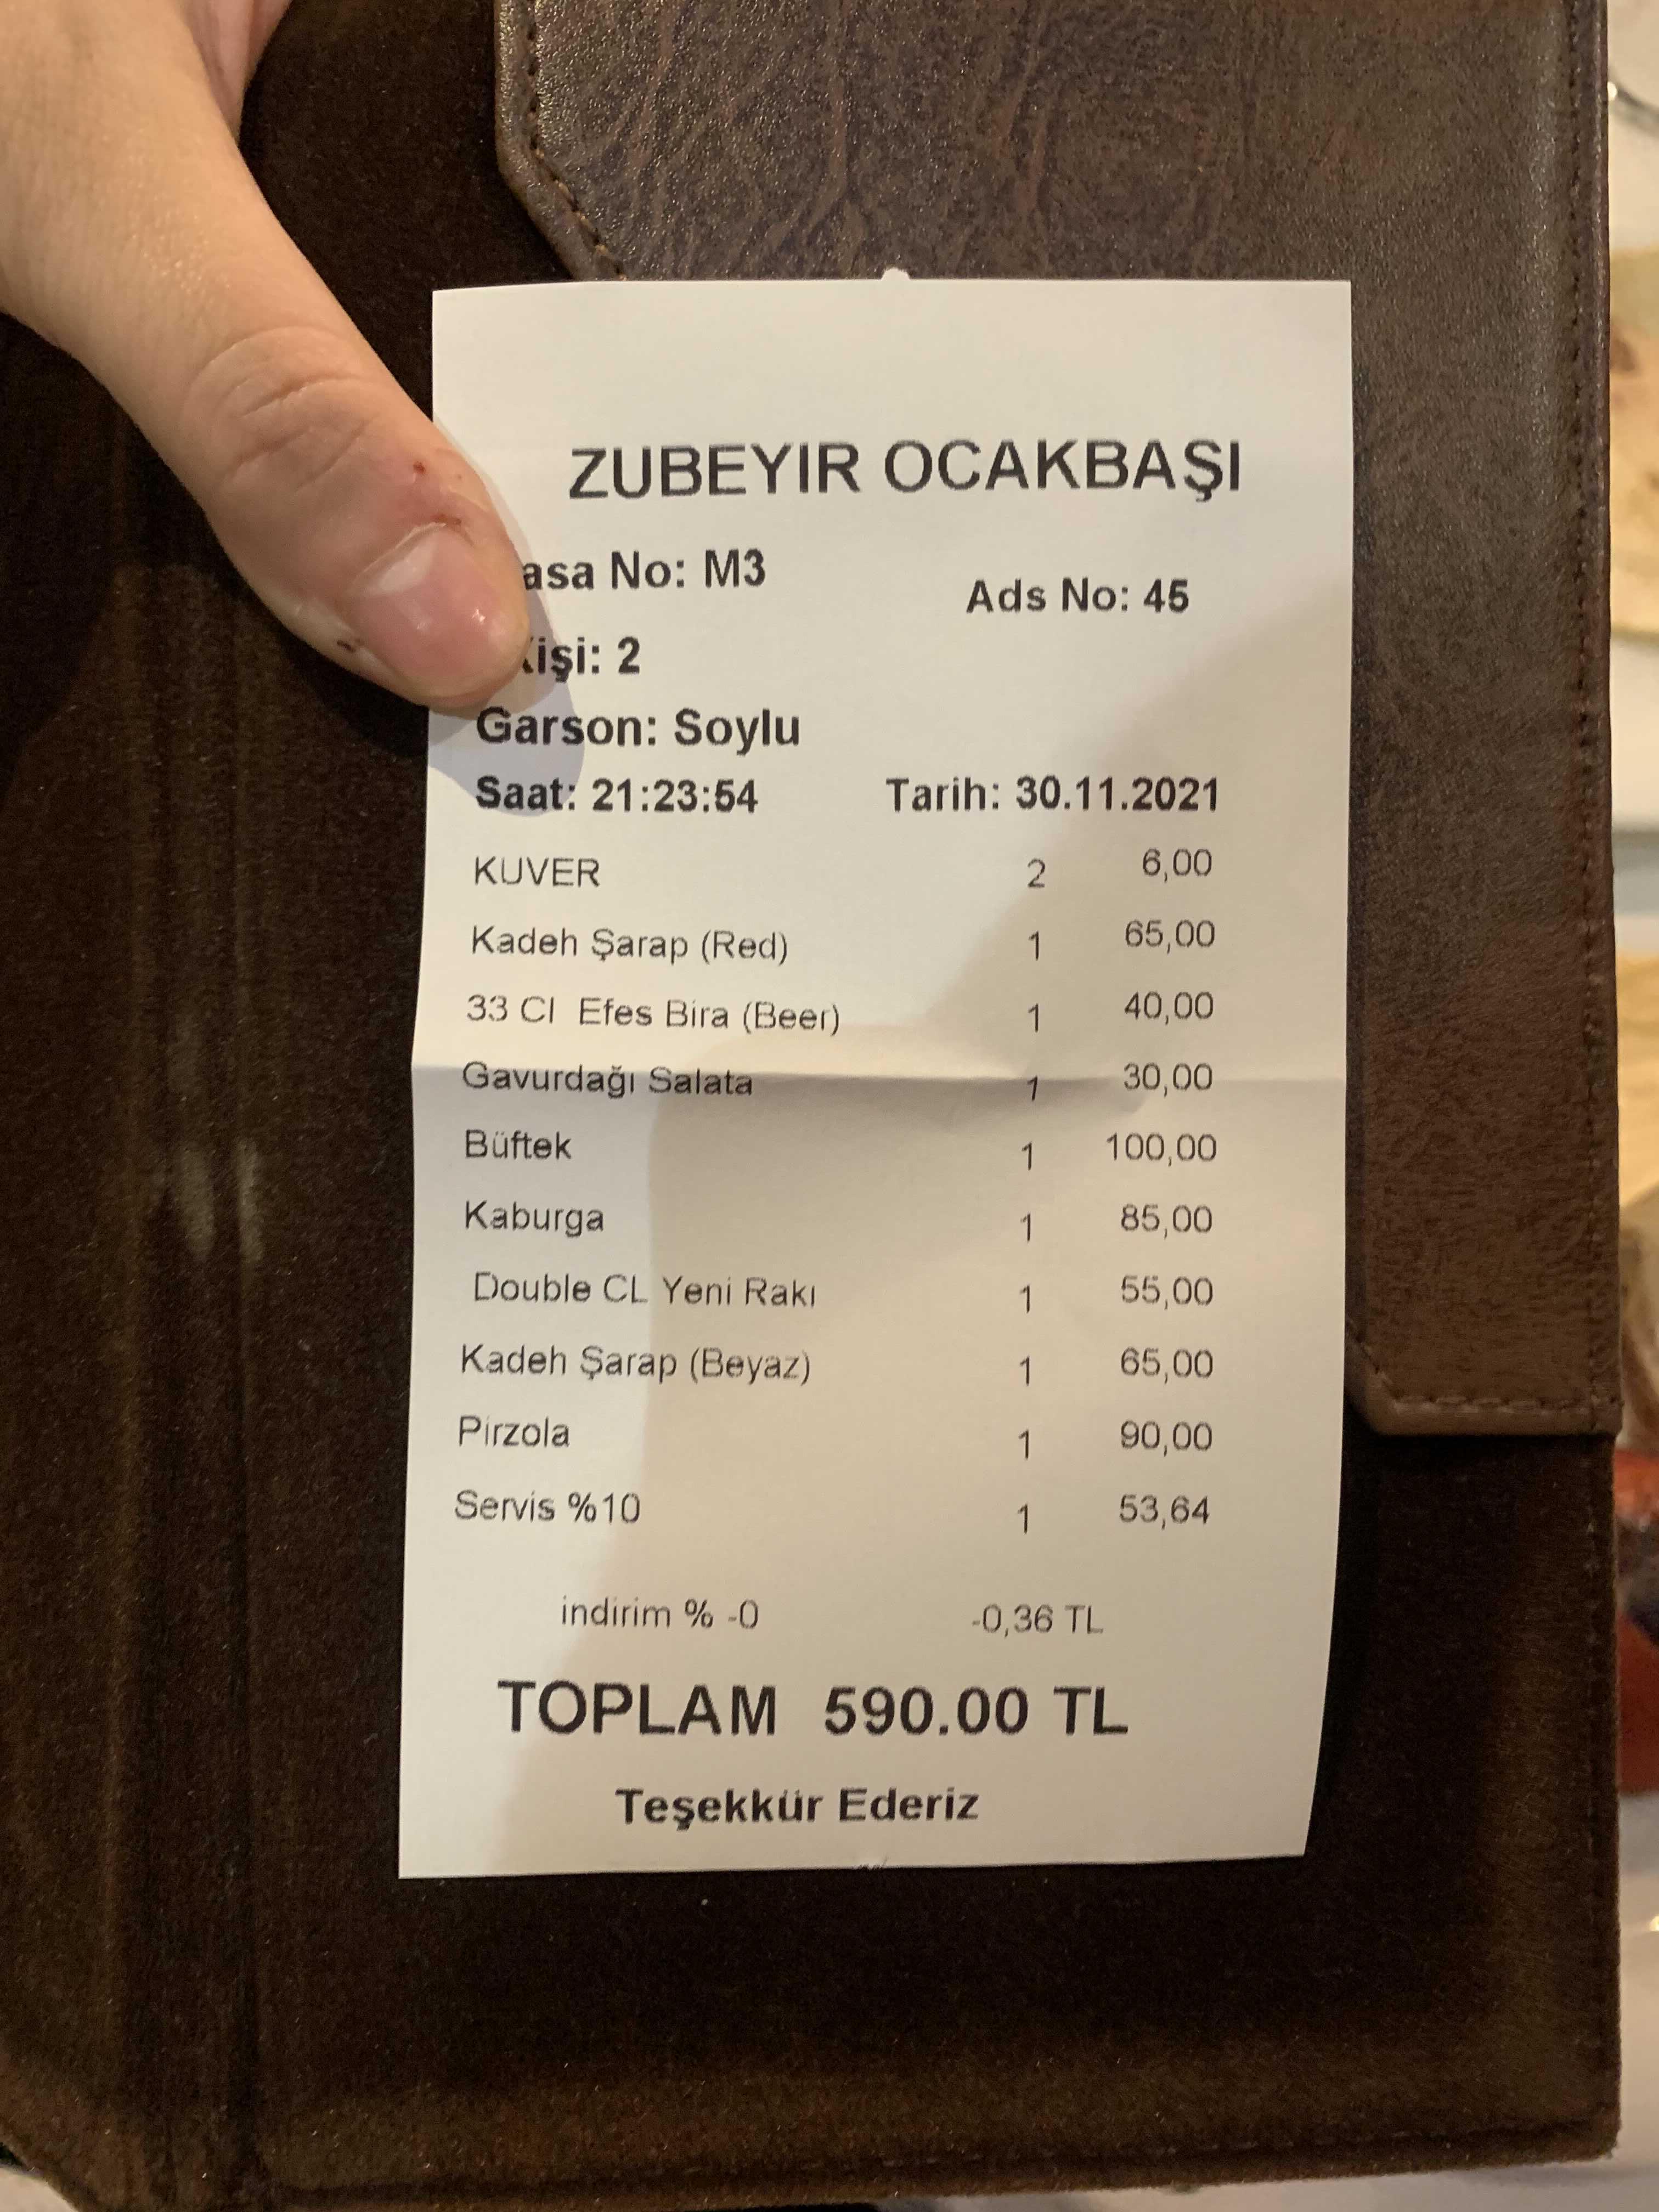 ZUBEYIR OCAKBAŞI
No: M3 Ads No: 45
2
Garson: Soylu
Saat: 21:23:54 Tarih: 30.11.2021
KUVER 2 6,00
Kadeh Şarap (Red) 1 65,00
33 Cl Efes Bira (Beer) 1 40,00
Gavurdağı Salata 1 30,00
Büftek 1 100,00
Kaburga 1 85,00
Double CL Yeni Rakı 1 55,00
Kadeh Şarap (Beyaz) 1 65,00
Pirzola 1 90,00
Servis %10 1 53,64
indirim % -0 -0,36 TL
TOPLAM 590.00 TL
Teşekkür Ederiz